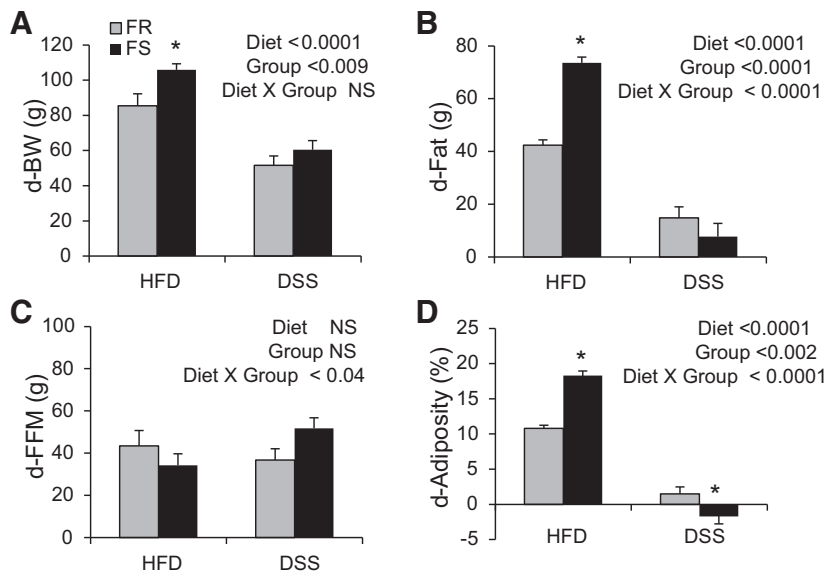 A
FR
FS
*
Diet <0.0001
Group <0.009
Diet X Group NS
120
100
80
60
40
20
0
d-BW (g)
HFD
DSS
B
*
Diet <0.0001
Group <0.0001
Diet X Group < 0.0001
80
60
40
20
0
d-Fat (g)
HFD
DSS
C
Diet NS
Group NS
Diet X Group < 0.04
100
80
60
40
20
0
d-FFM (g)
HFD
DSS
D
*
*
Diet <0.0001
Group <0.002
Diet X Group < 0.0001
25
20
15
10
5
0
-5
d-Adiposity (%)
HFD
DSS